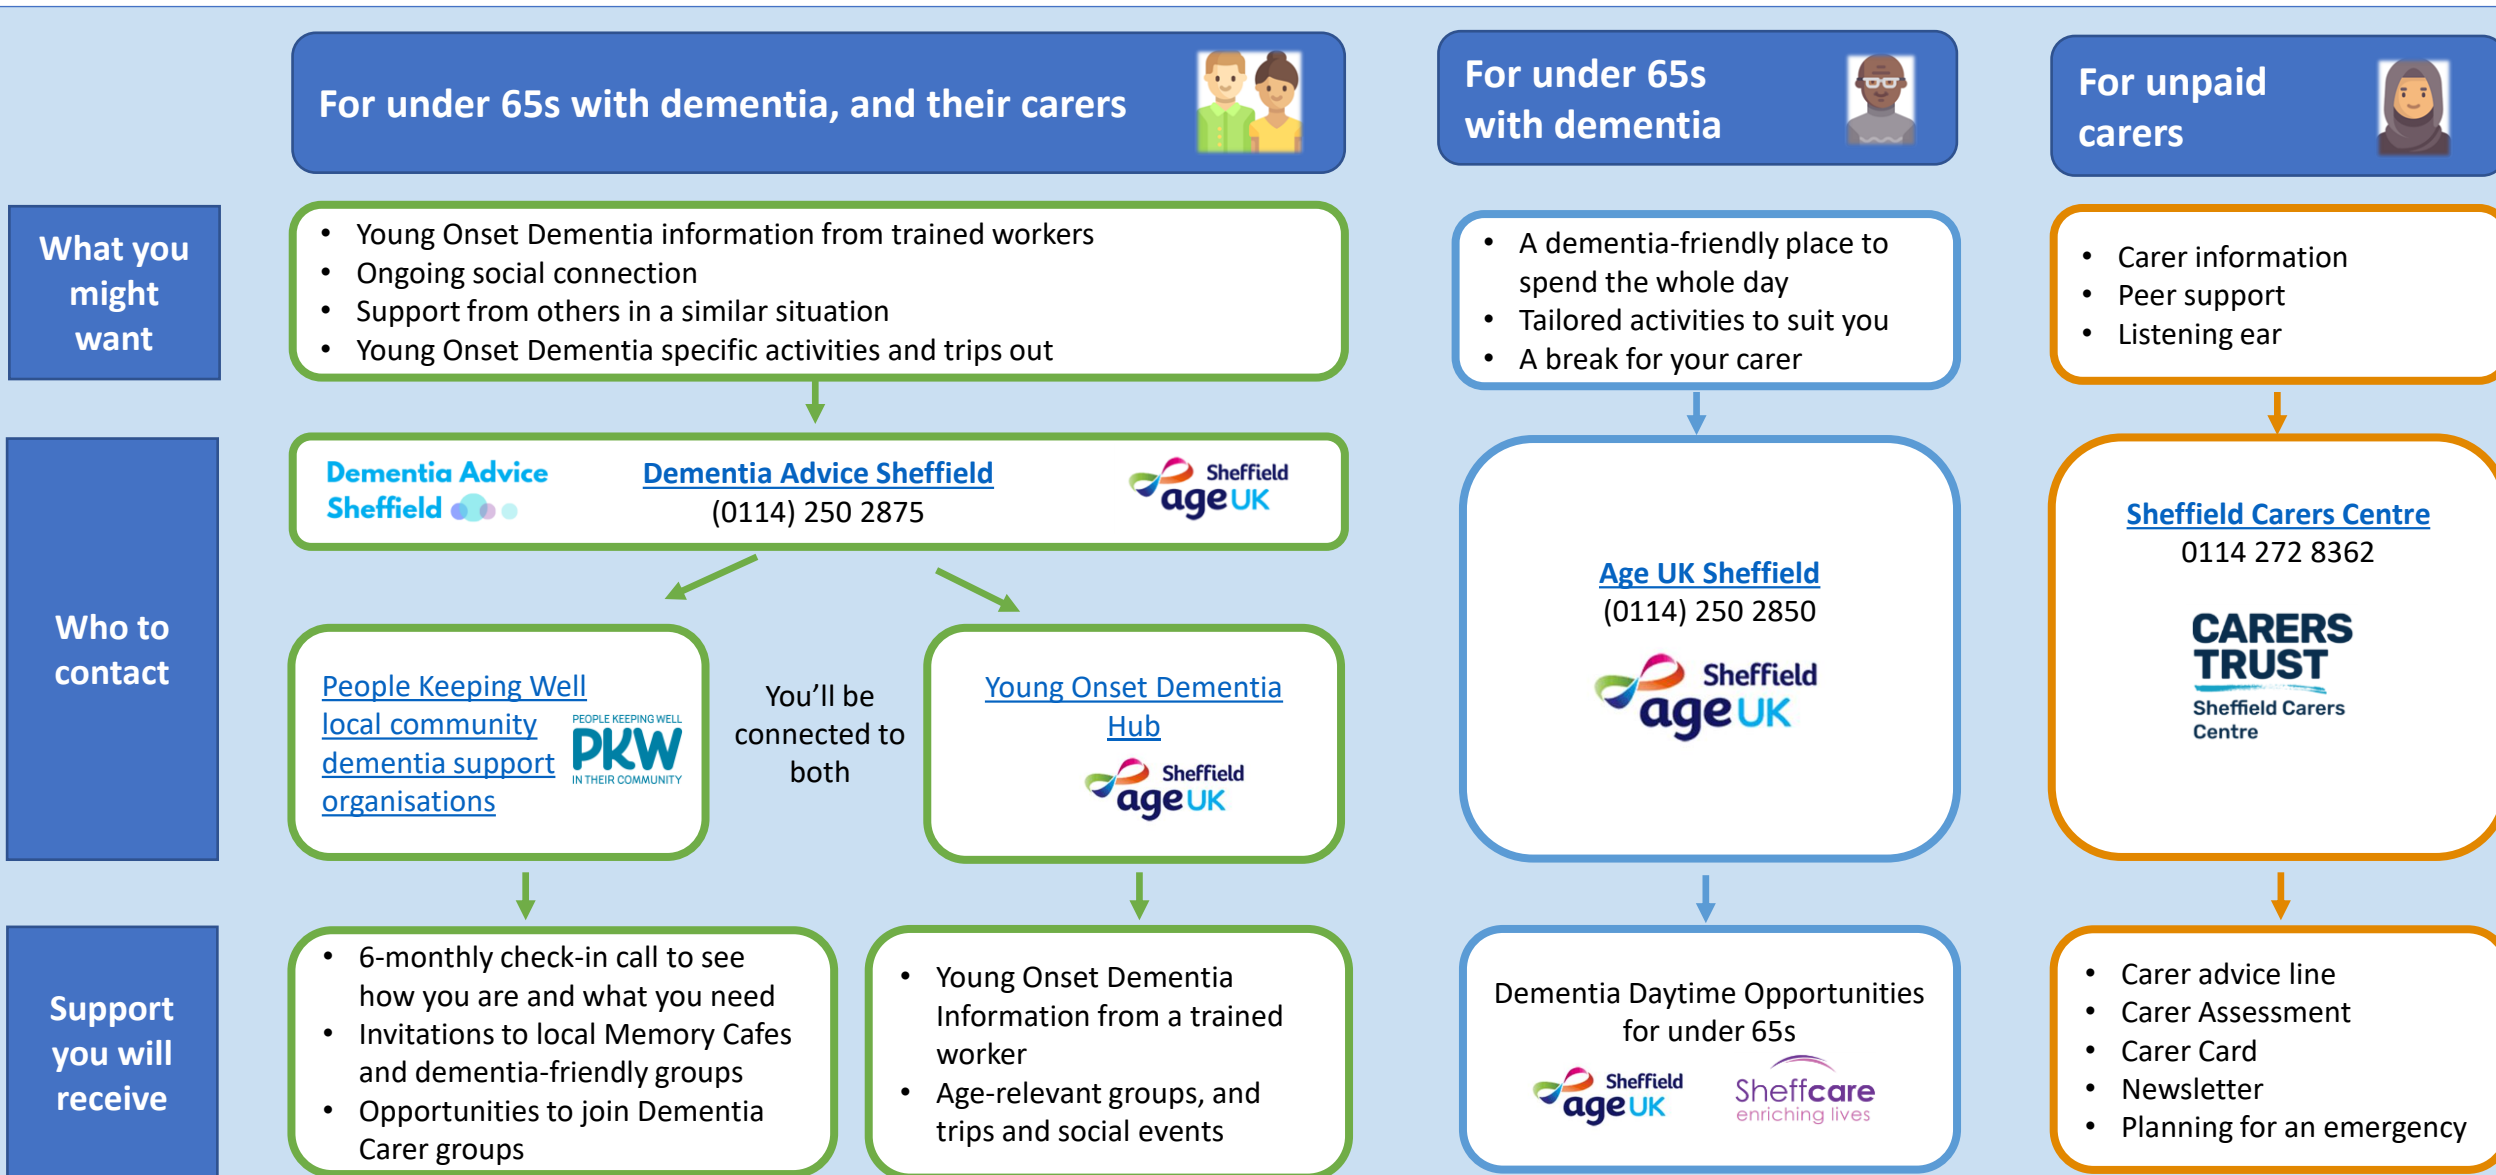 For under 65s with dementia, and their carers
For under 65s
with dementia
For unpaid
carers
What you
might
want
• Young Onset Dementia information from trained workers
• Ongoing social connection
• Support from others in a similar situation
• Young Onset Dementia specific activities and trips out
• A dementia-friendly place to
spend the whole day
• Tailored activities to suit you
• A break for your carer
• Carer information
• Peer support
• Listening ear
Who to
contact
Dementia Advice
Sheffield
Dementia Advice Sheffield
(0114) 250 2875
Sheffield
age UK
People Keeping Well
local community
dementia support
organisations
PEOPLE KEEPING WELL
PKW
IN THEIR COMMUNITY
You'll be
connected to
both
Young Onset Dementia
Hub
Sheffield
age UK
Age UK Sheffield
(0114) 250 2850
Sheffield
age UK
Sheffield Carers Centre
0114 272 8362
CARERS
TRUST
Sheffield Carers
Centre
Support
you will
receive
• 6-monthly check-in call to see
how you are and what you need
• Invitations to local Memory Cafes
and dementia-friendly groups
• Opportunities to join Dementia
Carer groups
• Young Onset Dementia
Information from a trained
worker
• Age-relevant groups, and
trips and social events
Dementia Daytime Opportunities
for under 65s
Sheffield
age UK
Sheffcare
enriching lives
• Carer advice line
• Carer Assessment
• Carer Card
• Newsletter
• Planning for an emergency